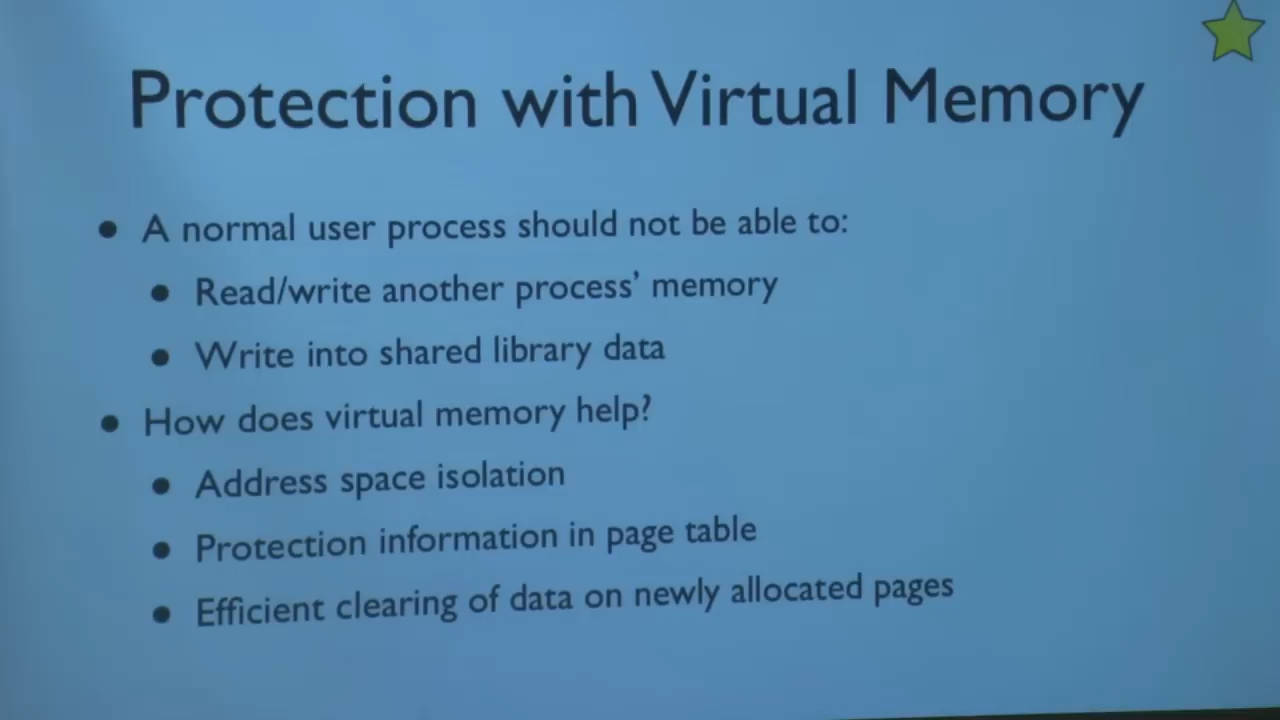 Protection with Virtual Memory
• A normal user process should not be able to:
• Read/write another process’ memory
• Write into shared library data
• How does virtual memory help?
• Address space isolation
• Protection information in page table
• Efficient clearing of data on newly allocated pages